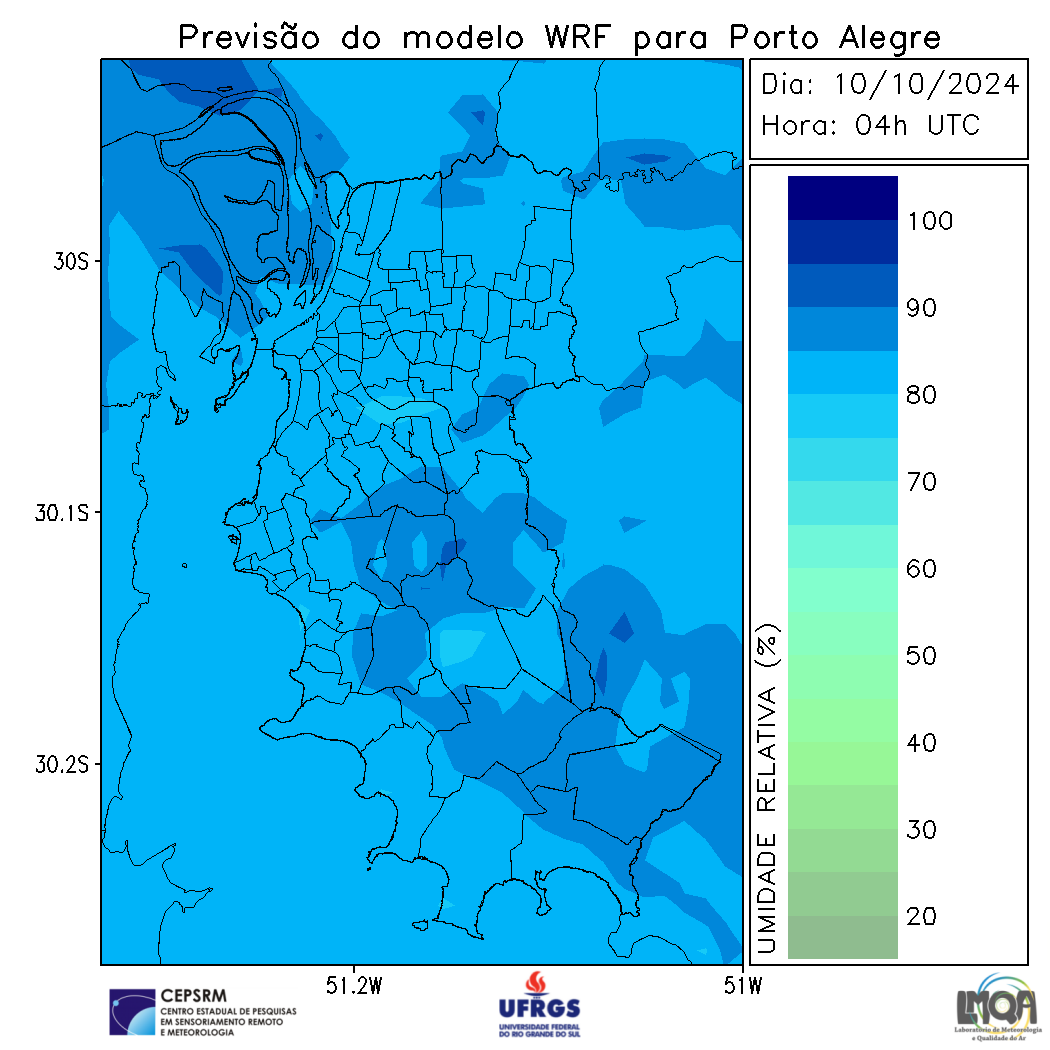 Previsão do modelo WRF para Porto Alegre
Dia: 10/10/2024
Hora: 04h UTC
30S
30.1S
30.2S
51.2W
51W
UMIDADE RELATIVA (%)
100
90
80
70
60
50
40
30
20
CEPSRM
CENTRO ESTADUAL DE PESQUISAS
EM SENSORIAMENTO REMOTO
E METEOROLOGIA
UFRGS
UNIVERSIDADE FEDERAL
DO RIO GRANDE DO SUL
LMQA
Laboratório de Meteorologia
e Qualidade do Ar